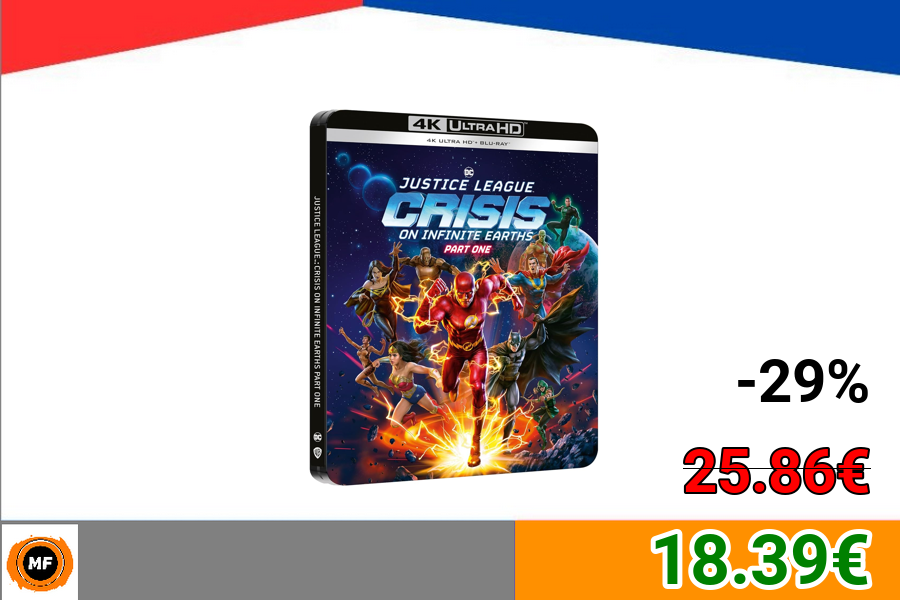 4K ULTRA HD
4K ULTRA HD + BLU-RAY
DC
JUSTICE LEAGUE
CRISIS
ON INFINITE EARTHS
PART ONE
JUSTICE LEAGUE: CRISIS ON INFINITE EARTHS PART ONE
DC
-29%
25.86€
MF
18.39€